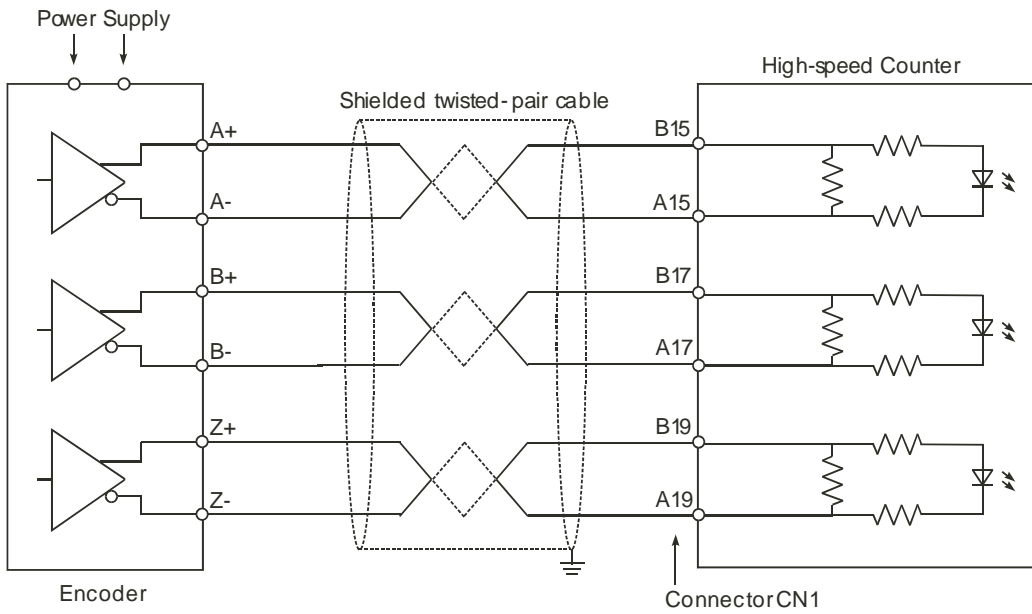 Power Supply
High-speed Counter
Shielded twisted-pair cable
A+
B15
A-
A15
B+
B17
B-
A17
Z+
B19
Z-
A19
Encoder
Connector CN1